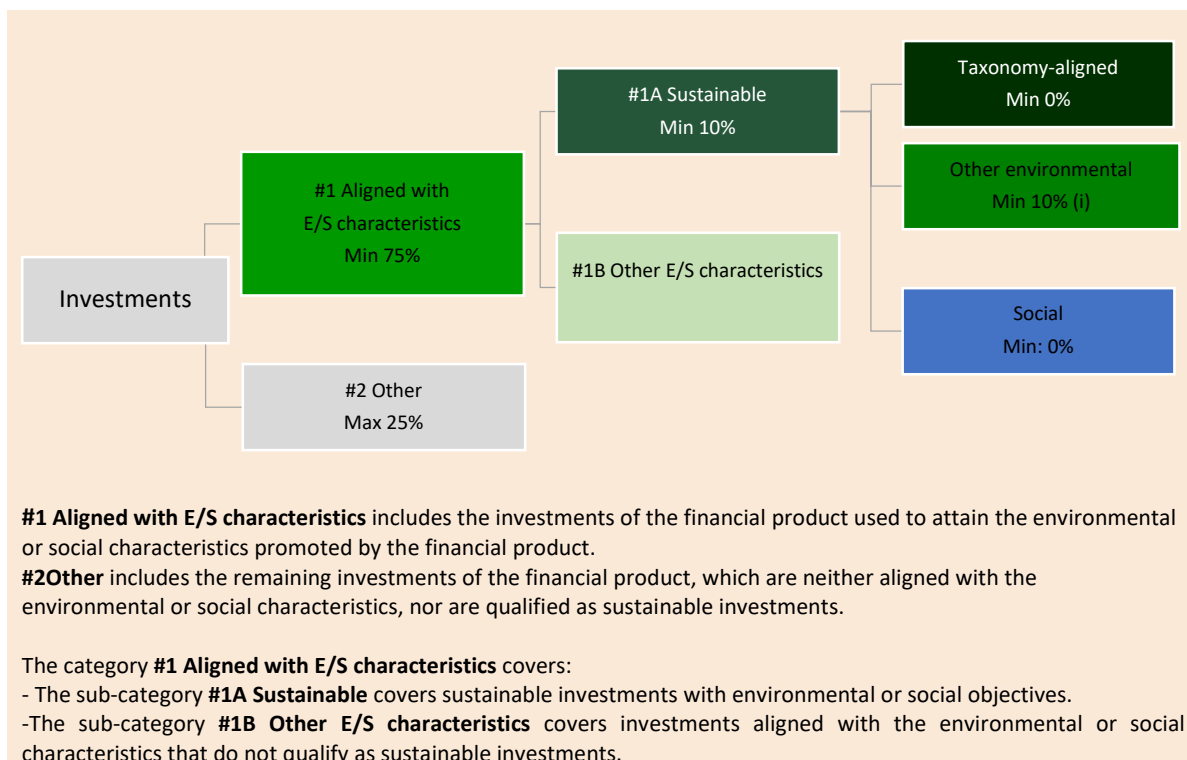 Taxonomy-aligned
Min 0%
#1A Sustainable
Min 10%
Other environmental
Min 10% (i)
#1 Aligned with
E/S characteristics
Min 75%
#1B Other E/S characteristics
Investments
Social
Min: 0%
#2 Other
Max 25%
#1 Aligned with E/S characteristics includes the investments of the financial product used to attain the environmental
or social characteristics promoted by the financial product.
#2Other includes the remaining investments of the financial product, which are neither aligned with the
environmental or social characteristics, nor are qualified as sustainable investments.
The category #1 Aligned with E/S characteristics covers:
- The sub-category #1A Sustainable covers sustainable investments with environmental or social objectives.
-The sub-category #1B Other E/S characteristics covers investments aligned with the environmental or social
characteristics that do not qualify as sustainable investments.